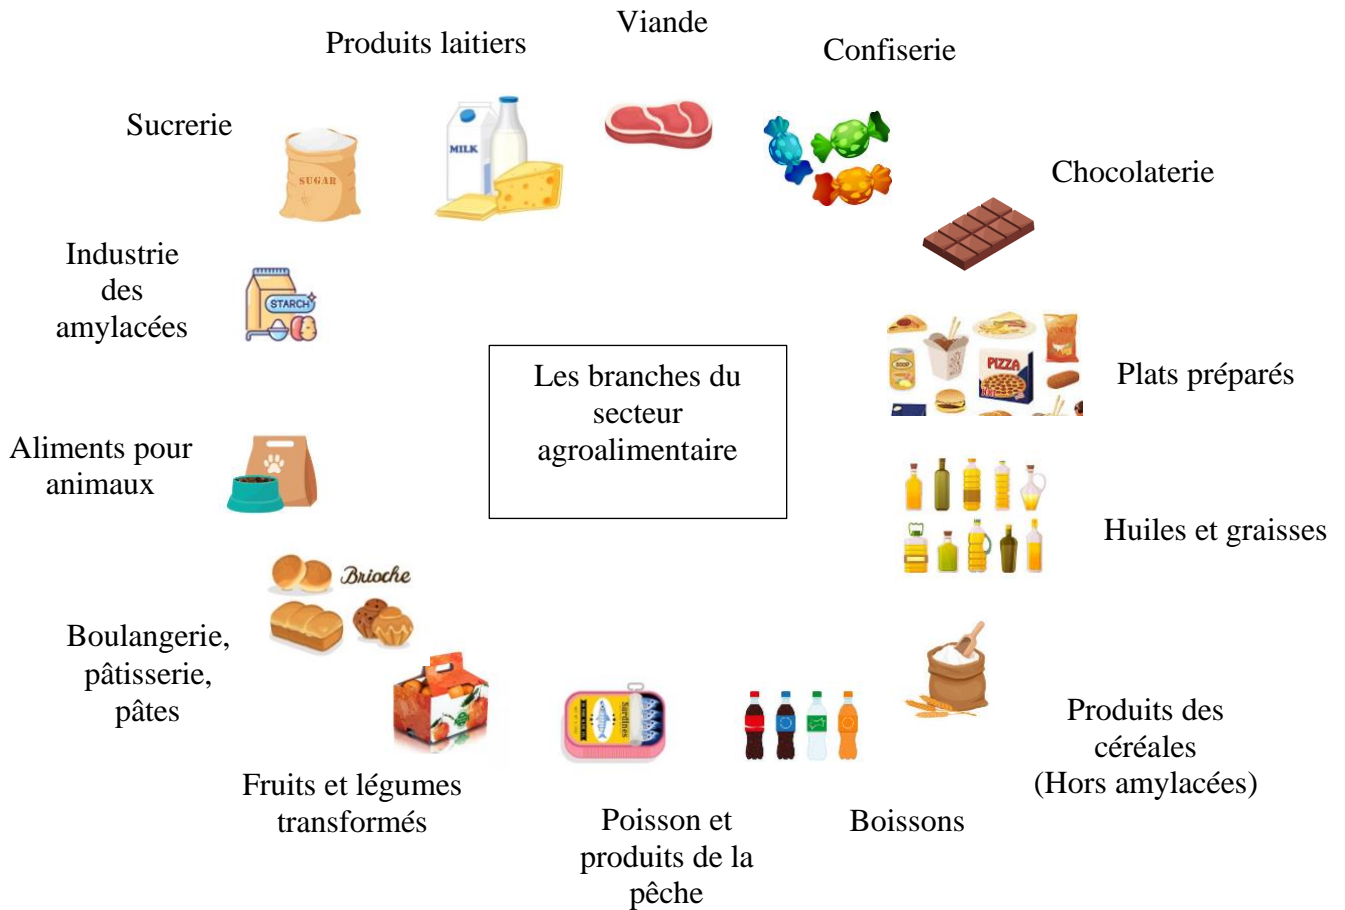 Viande
Produits laitiers
Confiserie
Sucrerie
MILK
SUGAR
Chocolaterie
Industrie
des
amylacées
STARCH
Les branches du
secteur
agroalimentaire
PIZZA
SOUP
Plats préparés
Aliments pour
animaux
Huiles et graisses
Brioche
Boulangerie,
pâtisserie,
pâtes
Sardines
Produits des
céréales
(Hors amylacées)
Fruits et légumes
transformés
Poisson et
produits de la
pêche
Boissons